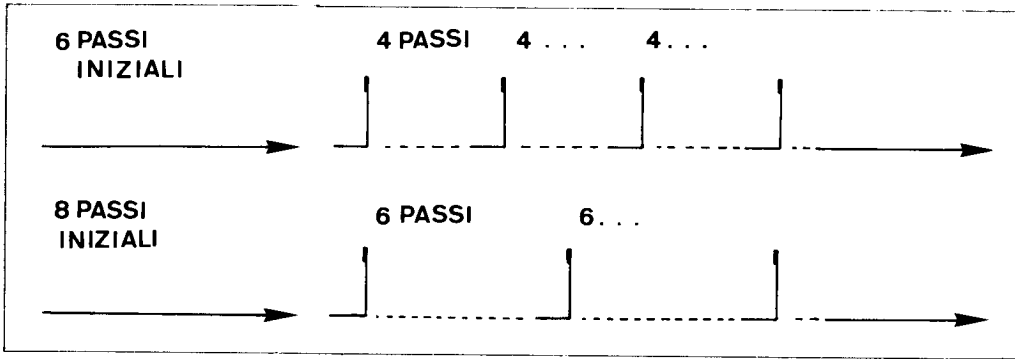 6 PASSI 4 PASSI 4 . . . 4 . . .
INIZIALI
8 PASSI 6 PASSI 6 . . .
INIZIALI